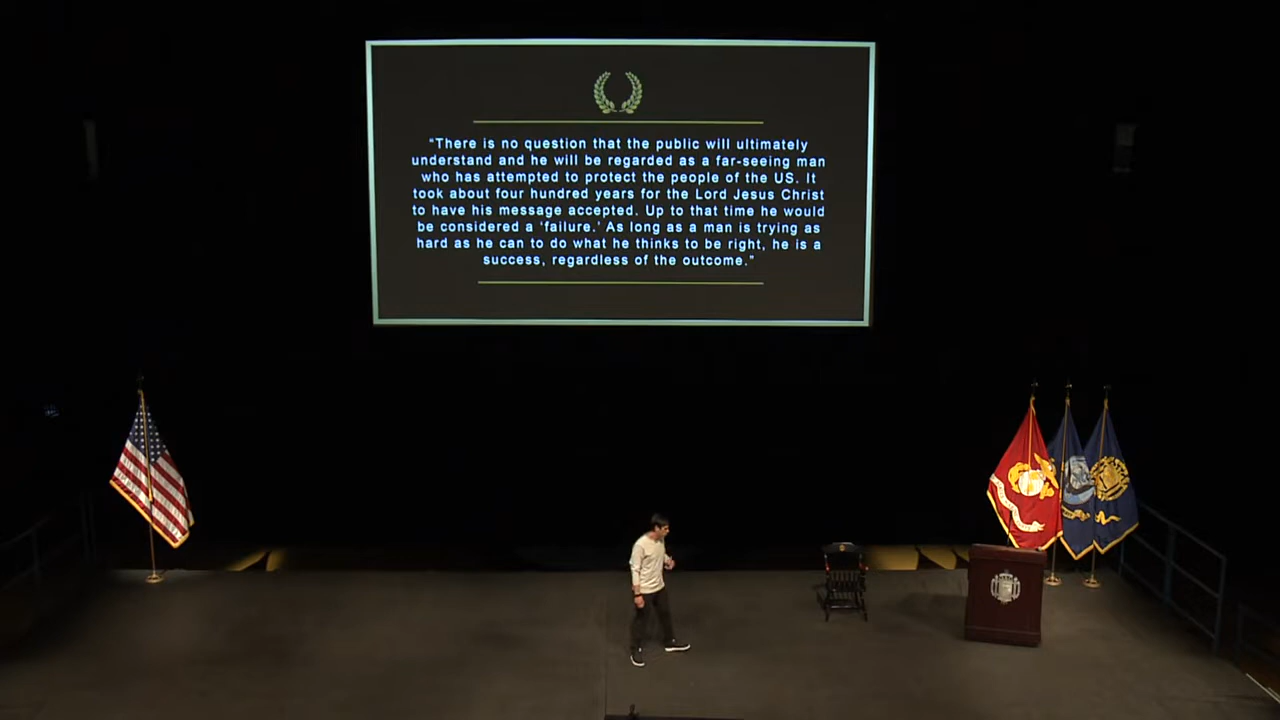 “There is no question that the public will ultimately
understand and he will be regarded as a far-seeing man
who has attempted to protect the people of the US. It
took about four hundred years for the Lord Jesus Christ
to have his message accepted. Up to that time he would
be considered a ‘failure.’ As long as a man is trying as
hard as he can to do what he thinks to be right, he is a
success, regardless of the outcome.”